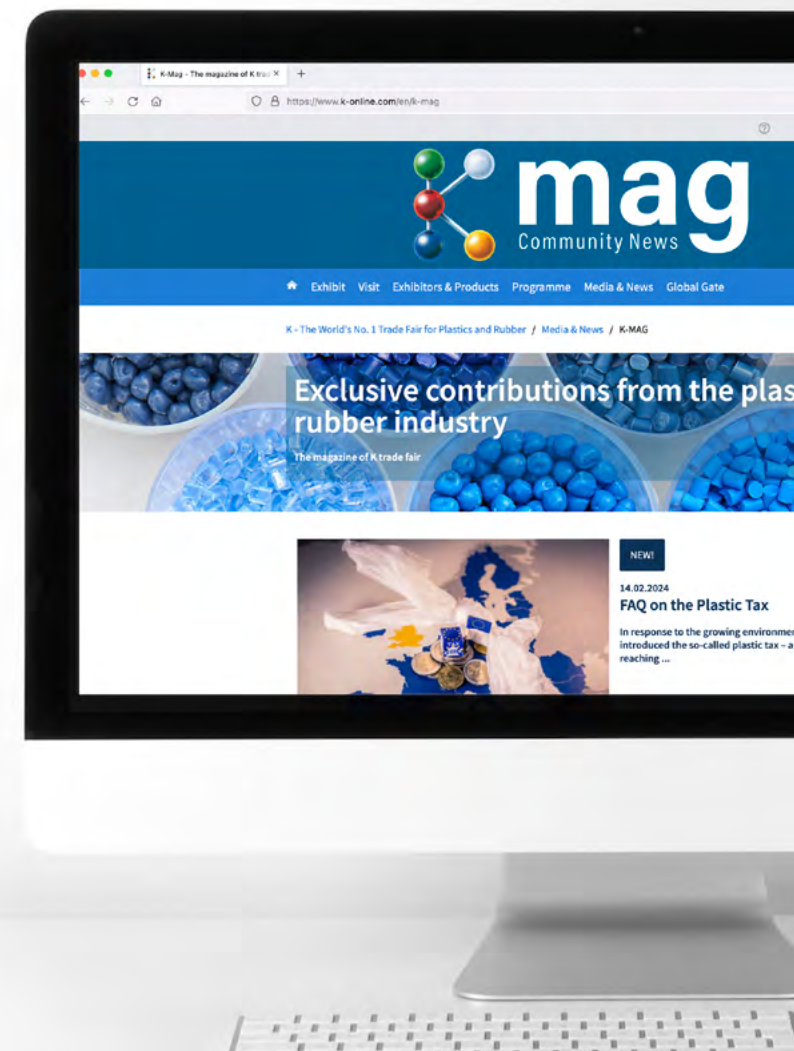 K-Mag - The magazine of K trad
https://www.k-online.com/en/k-mag
mag
Community News
Exhibit Visit Exhibitors & Products Programme Media & News Global Gate
K - The World's No. 1 Trade Fair for Plastics and Rubber / Media & News / K-MAG
Exclusive contributions from the plas
rubber industry
The magazine of K trade fair
NEW!
14.02.2024
FAQ on the Plastic Tax
In response to the growing environmen
introduced the so-called plastic tax – a
reaching ...